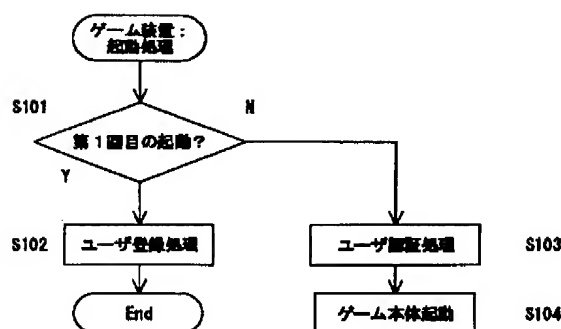 ゲーム装置：
起動処理
S101
N
第1回目の起動？
Y
S102
ユーザ登録処理
ユーザ認証処理
S103
End
ゲーム本体起動
S104